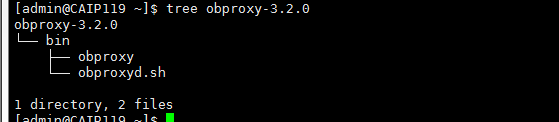 [admin@CAIP119 ~]$ tree obproxy-3.2.0
obproxy-3.2.0
└── bin
    ├── obproxy
    └── obproxyd.sh

1 directory, 2 files
[admin@CAIP119 ~]$